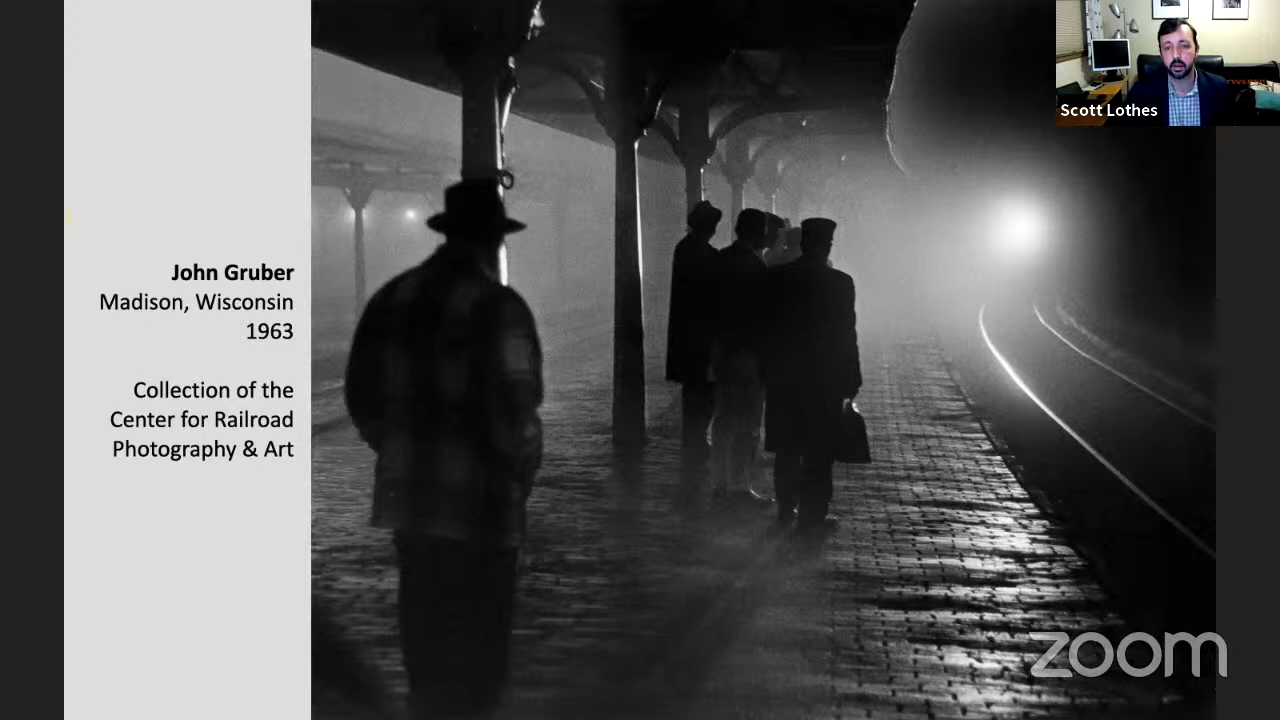 John Gruber
Madison, Wisconsin
1963
Collection of the
Center for Railroad
Photography & Art
Scott Lothes
zoom